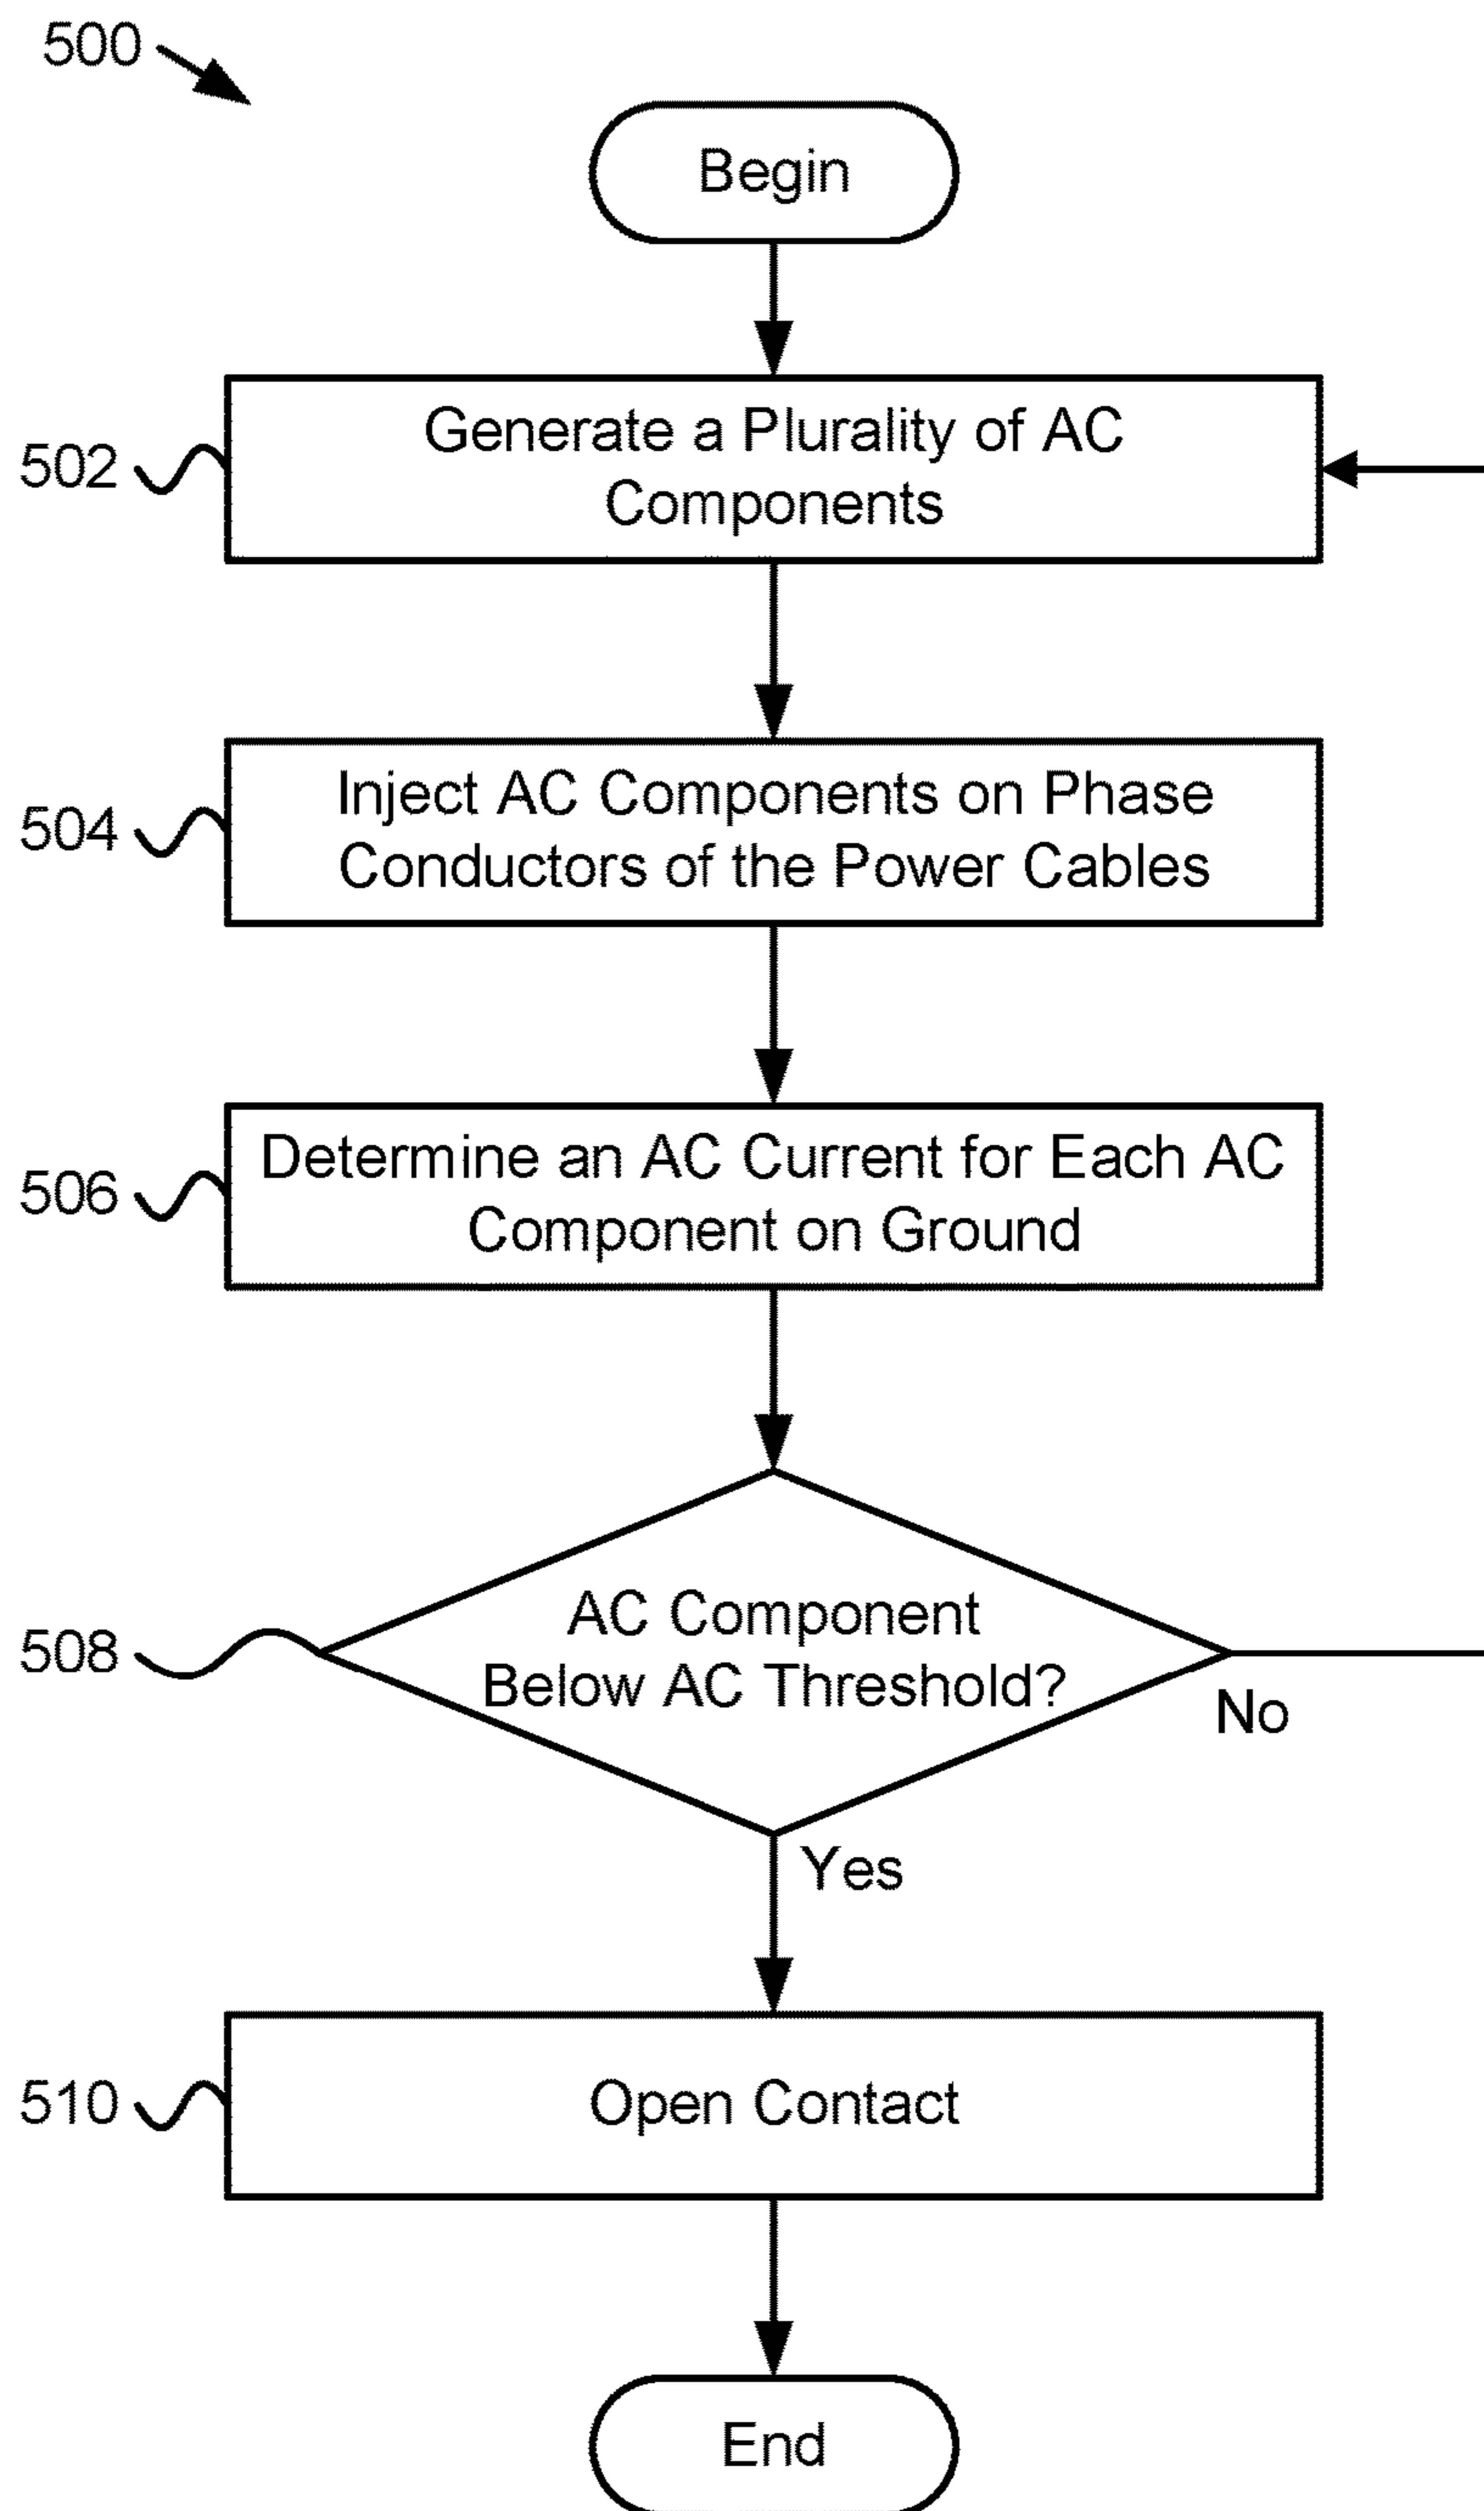 500
Begin
502
Generate a Plurality of AC
Components
504
Inject AC Components on Phase
Conductors of the Power Cables
506
Determine an AC Current for Each AC
Component on Ground
508
AC Component
Below AC Threshold?
No
Yes
510
Open Contact
End